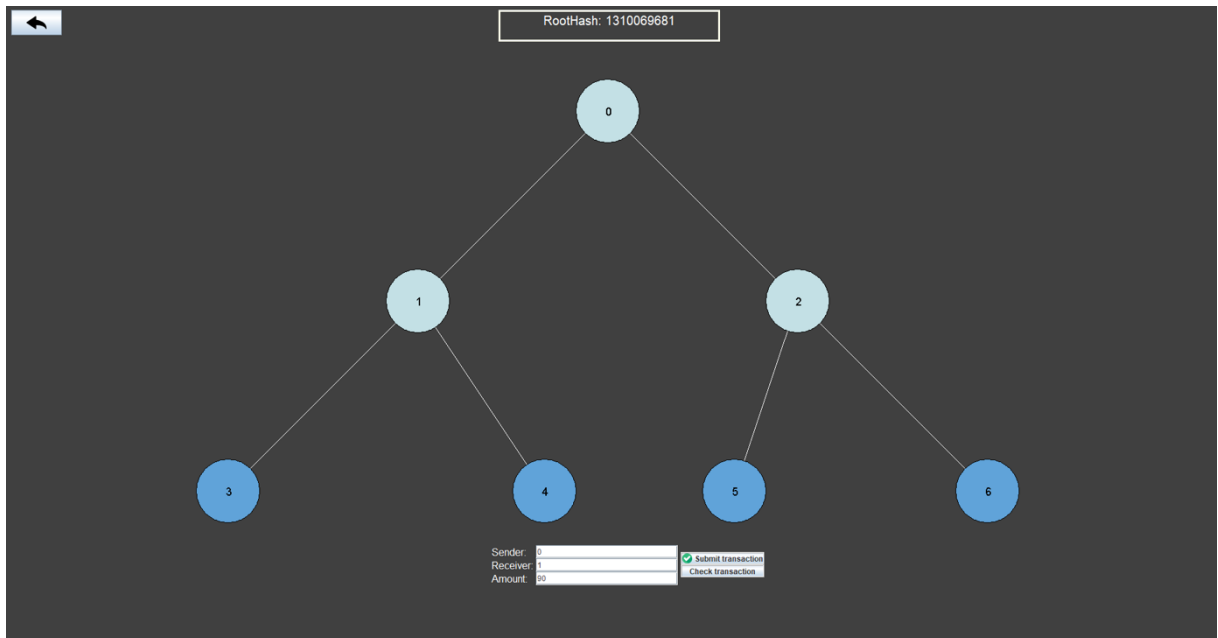 RootHash: 1310069681
0
1
2
3
4
5
6
Sender: 0
Submit transaction
Receiver: 1
Check transaction
Amount: 90